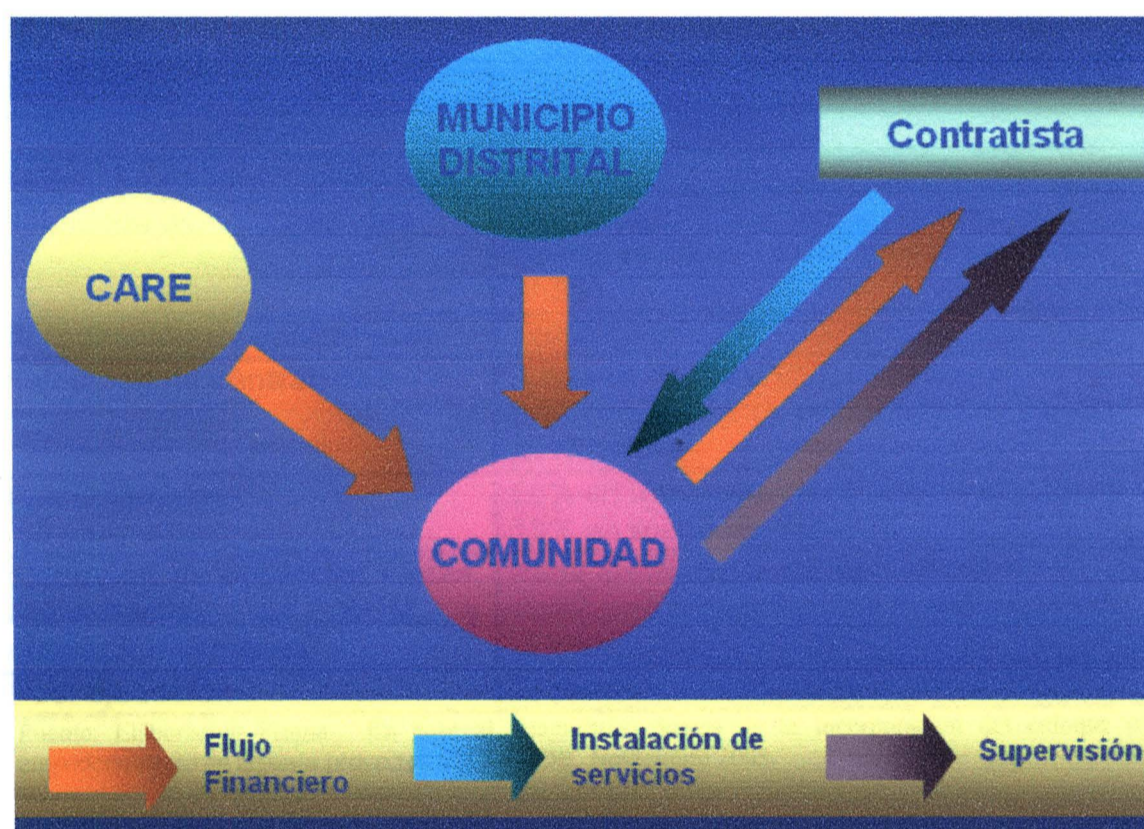 MUNICIPIO
DISTRITAL
Contratista
CARE
COMUNIDAD
Flujo
Financiero
Instalación de
servicios
Supervisión